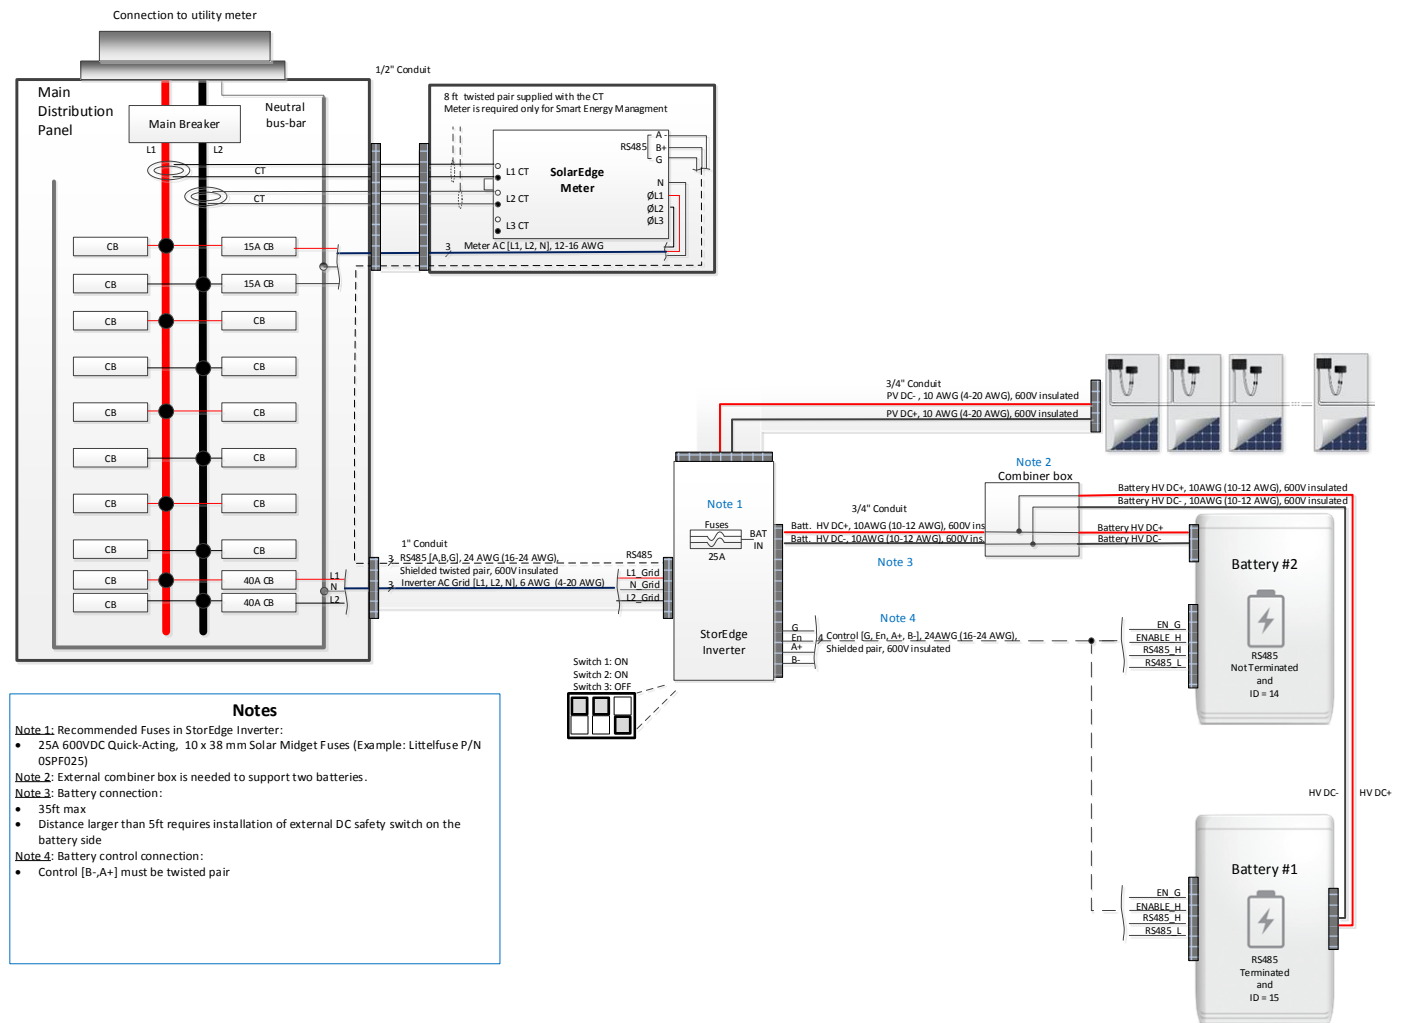 Connection to utility meter
Main
Distribution
Panel
Main Breaker
L1
L2
Neutral
bus-bar
CT
CT
CB
15A CB
CB
15A CB
CB
CB
CB
CB
CB
CB
CB
CB
CB
CB
CB
CB
CB
40A CB
CB
40A CB
L1
N
L2
1/2" Conduit
8 ft twisted pair supplied with the CT
Meter is required only for Smart Energy Managment
SolarEdge
Meter
L1 CT
L2 CT
L3 CT
RS485
A -
B+
G
N
ØL1
ØL2
ØL3
3
Meter AC [L1, L2, N], 12-16 AWG
3/4" Conduit
PV DC- , 10 AWG (4-20 AWG), 600V insulated
PV DC+, 10 AWG (4-20 AWG), 600V insulated
1" Conduit
3
RS485 [A,B,G], 24 AWG (16-24 AWG),
Shielded twisted pair, 600V insulated
3
Inverter AC Grid [L1, L2, N], 6 AWG (4-20 AWG)
RS485
L1_Grid
N_Grid
L2_Grid
Note 1
Fuses
25A
BAT
IN
StorEdge
Inverter
G
En
A+
B-
Switch 1: ON
Switch 2: ON
Switch 3: OFF
3/4" Conduit
Batt. HV DC+, 10AWG (10-12 AWG), 600V ins
Batt. HV DC-, 10AWG (10-12 AWG), 600V ins
Note 3
Note 2
Combiner box
Battery HV DC+, 10AWG (10-12 AWG), 600V insulated
Battery HV DC- , 10AWG (10-12 AWG), 600V insulated
Battery HV DC+
Battery HV DC-
Note 4
4
Control [G, En, A+, B-], 24AWG (16-24 AWG),
Shielded pair, 600V insulated
EN_G
ENABLE_H
RS485_H
RS485_L
Battery #2
RS485
Not Terminated
and
ID = 14
HV DC-
HV DC+
EN_G
ENABLE_H
RS485_H
RS485_L
Battery #1
RS485
Terminated
and
ID = 15
Notes
Note 1: Recommended Fuses in StorEdge Inverter:
• 25A 600VDC Quick-Acting, 10 x 38 mm Solar Midget Fuses (Example: Littelfuse P/N
0SPF025)
Note 2: External combiner box is needed to support two batteries.
Note 3: Battery connection:
• 35ft max
• Distance larger than 5ft requires installation of external DC safety switch on the
battery side
Note 4: Battery control connection:
• Control [B-,A+] must be twisted pair